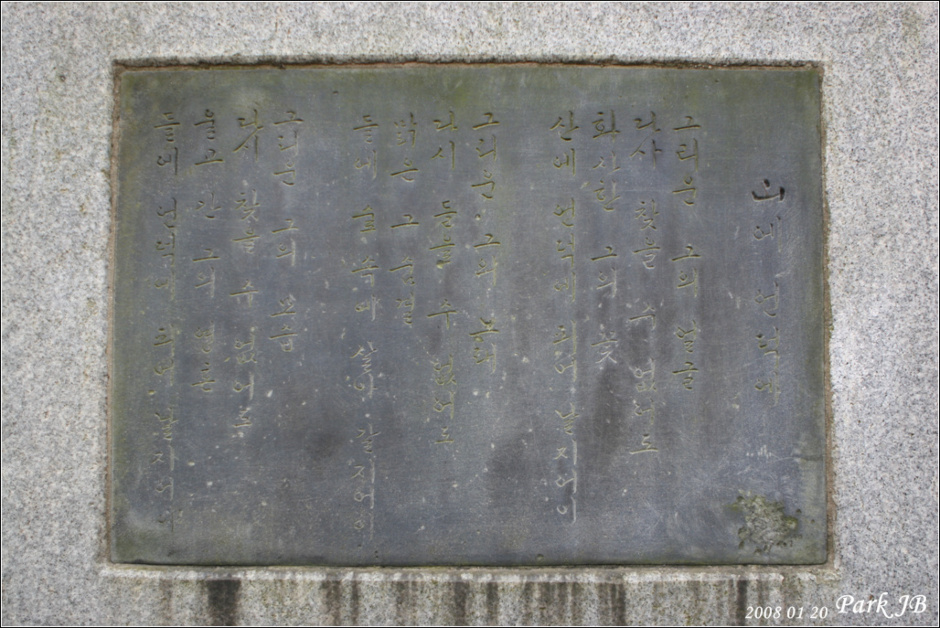 산에 언덕에
그리운 그의 얼굴
다시 찾을 수 없어도
화사한 그의 꽃
산에 언덕에 피어 날지어이
그리운 그의 노래
다시 들을 수 없어도
맑은 그 숨결
들에 숲 속에 살아 갈지어이
그리운 그의 모습
다시 찾을 수 없어도
울고 간 그의 영혼
들에 언덕에 피어 날지어이
2008 01 20 Park JB